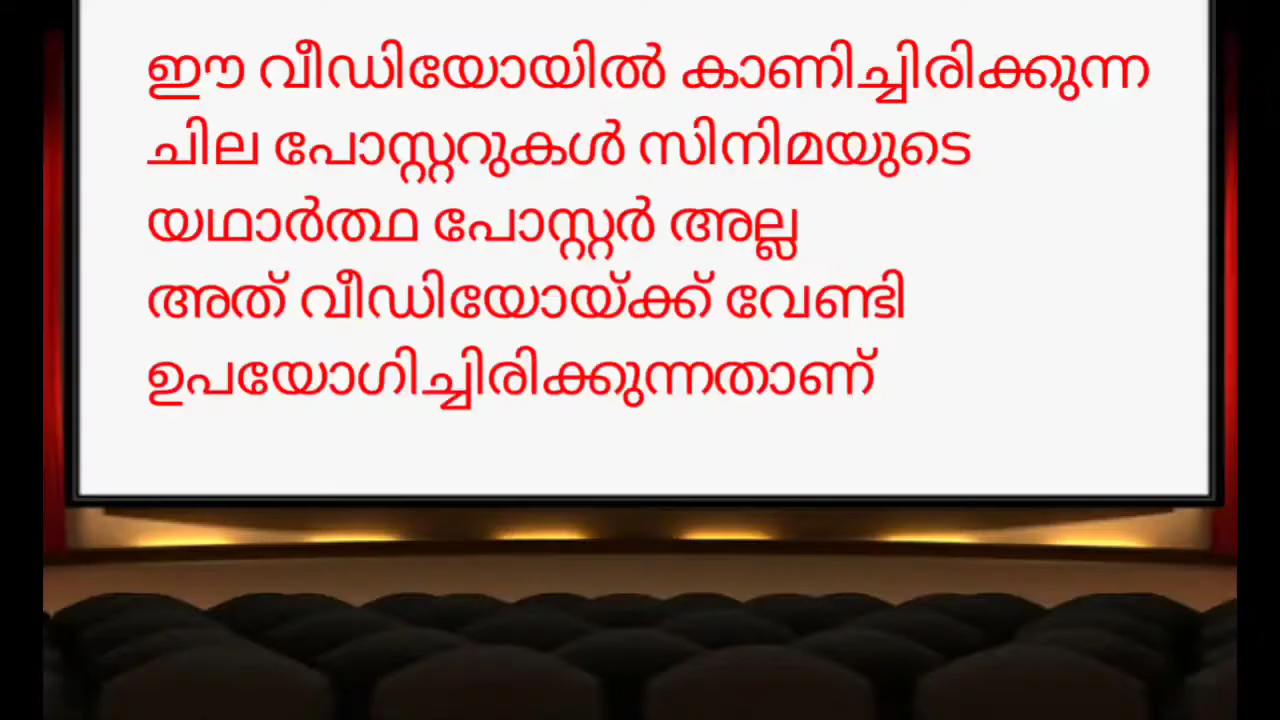 ഈ വീഡിയോയിൽ കാണിച്ചിരിക്കുന്ന
ചില പോസ്റ്ററുകൾ സിനിമയുടെ
യഥാർത്ഥ പോസ്റ്റർ അല്ല
അത് വീഡിയോയ്ക്ക് വേണ്ടി
ഉപയോഗിച്ചിരിക്കുന്നതാണ്